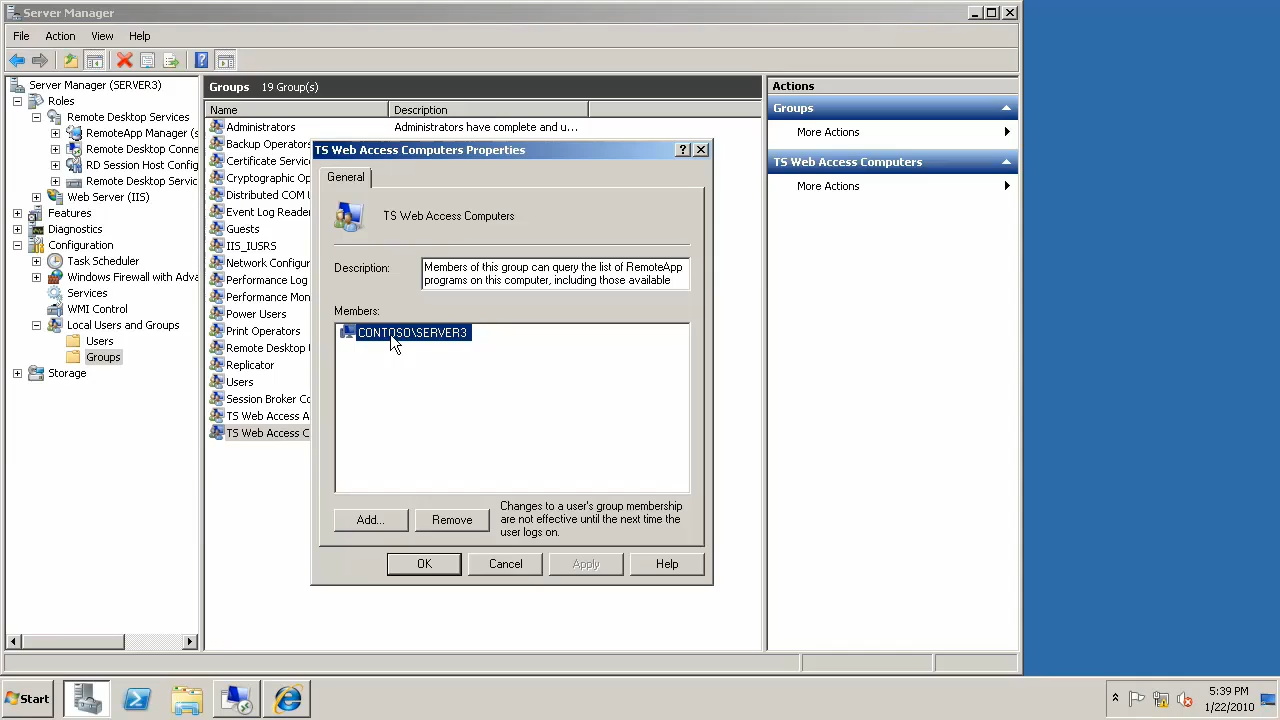 Server Manager
File Action View Help
Server Manager (SERVER3)
Roles
Remote Desktop Services
RemoteApp Manager (s
Remote Desktop Conne
RD Session Host Config
Remote Desktop Servic
Web Server (IIS)
Features
Diagnostics
Configuration
Task Scheduler
Windows Firewall with Adva
Services
WMI Control
Local Users and Groups
Users
Groups
Storage
Groups 19 Group(s)
Name Description
Administrators Administrators have complete and u...
Backup Operators
Certificate Servic
Cryptographic Op
Distributed COM U
Event Log Reader
Guests
IIS_IUSRS
Network Configur
Performance Log
Performance Mon
Power Users
Print Operators
Remote Desktop
Replicator
Users
Session Broker Co
TS Web Access A
TS Web Access C
TS Web Access Computers Properties
General
TS Web Access Computers
Description: Members of this group can query the list of RemoteApp
programs on this computer, including those available
Members:
CONTOSO\SERVER3
Add... Remove
Changes to a user's group membership
are not effective until the next time the
user logs on.
OK Cancel Apply Help
Actions
Groups
More Actions
TS Web Access Computers
More Actions
Start
5:39 PM
1/22/2010